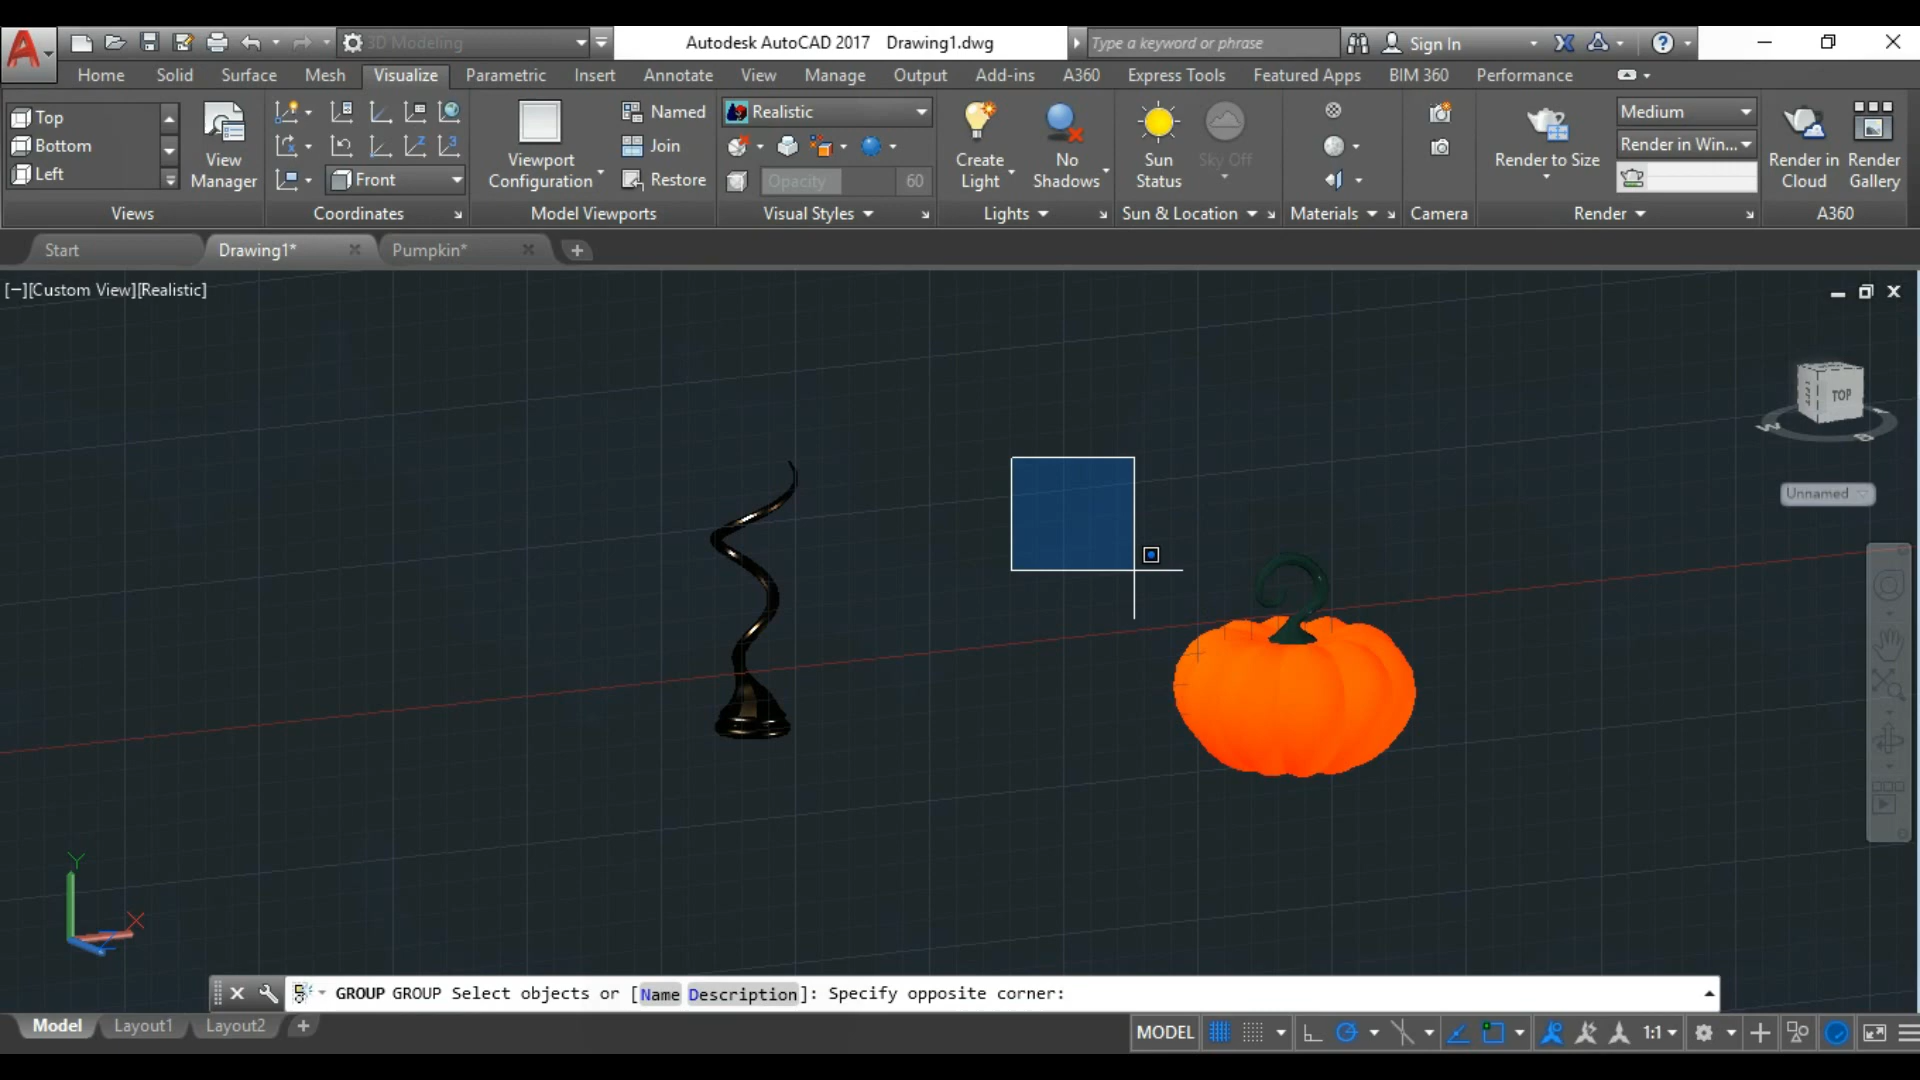 3D Modeling
Autodesk AutoCAD 2017 Drawing1.dwg
Type a keyword or phrase
Sign In
Home Solid Surface Mesh Visualize Parametric Insert Annotate View Manage Output Add-ins A360 Express Tools Featured Apps BIM 360 Performance
Top
Bottom
Left
View
Manager
Front
Viewport
Configuration
Named
Join
Restore
Realistic
Opacity 60
Create
Light
No
Shadows
Sun
Status
Sky Off
Render to Size
Medium
Render in Win...
Render in
Cloud
Render
Gallery
Views Coordinates Model Viewports Visual Styles Lights Sun & Location Materials Camera Render A360
Start Drawing1* Pumpkin*
[−][Custom View][Realistic]
TOP
W
Unnamed
Y
X
Z
GROUP GROUP Select objects or [Name Description]: Specify opposite corner:
Model Layout1 Layout2
MODEL 1:1